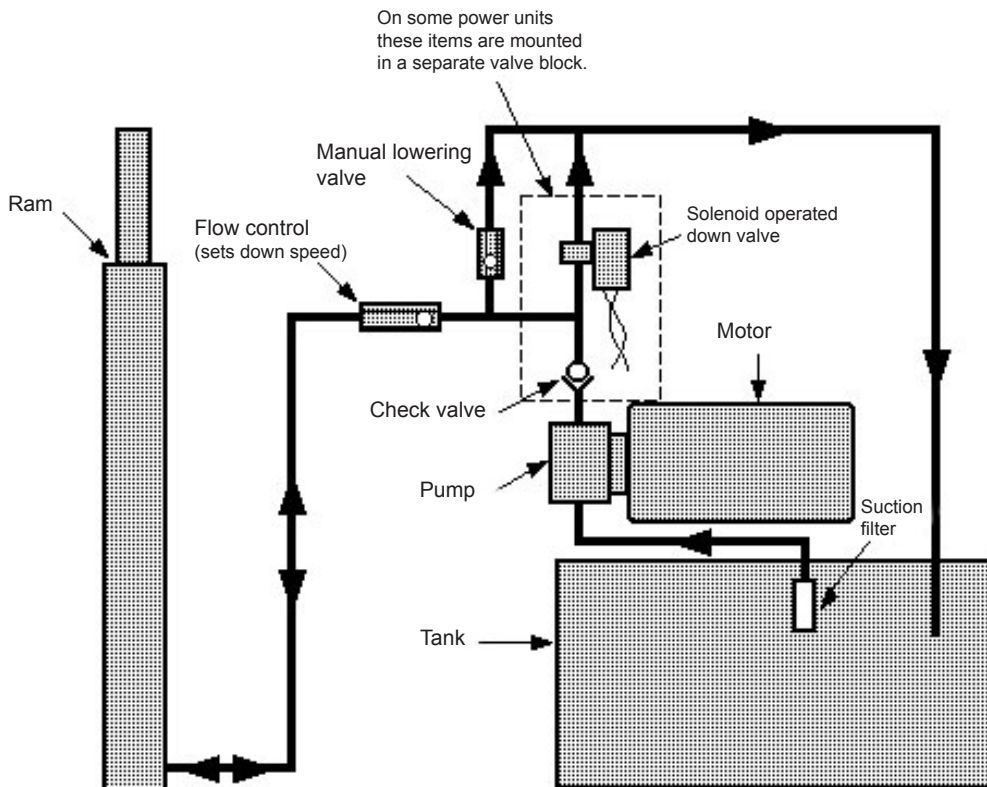 On some power units
these items are mounted
in a separate valve block.
Manual lowering
valve
Ram
Flow control
(sets down speed)
Solenoid operated
down valve
Motor
Check valve
Pump
Suction
filter
Tank